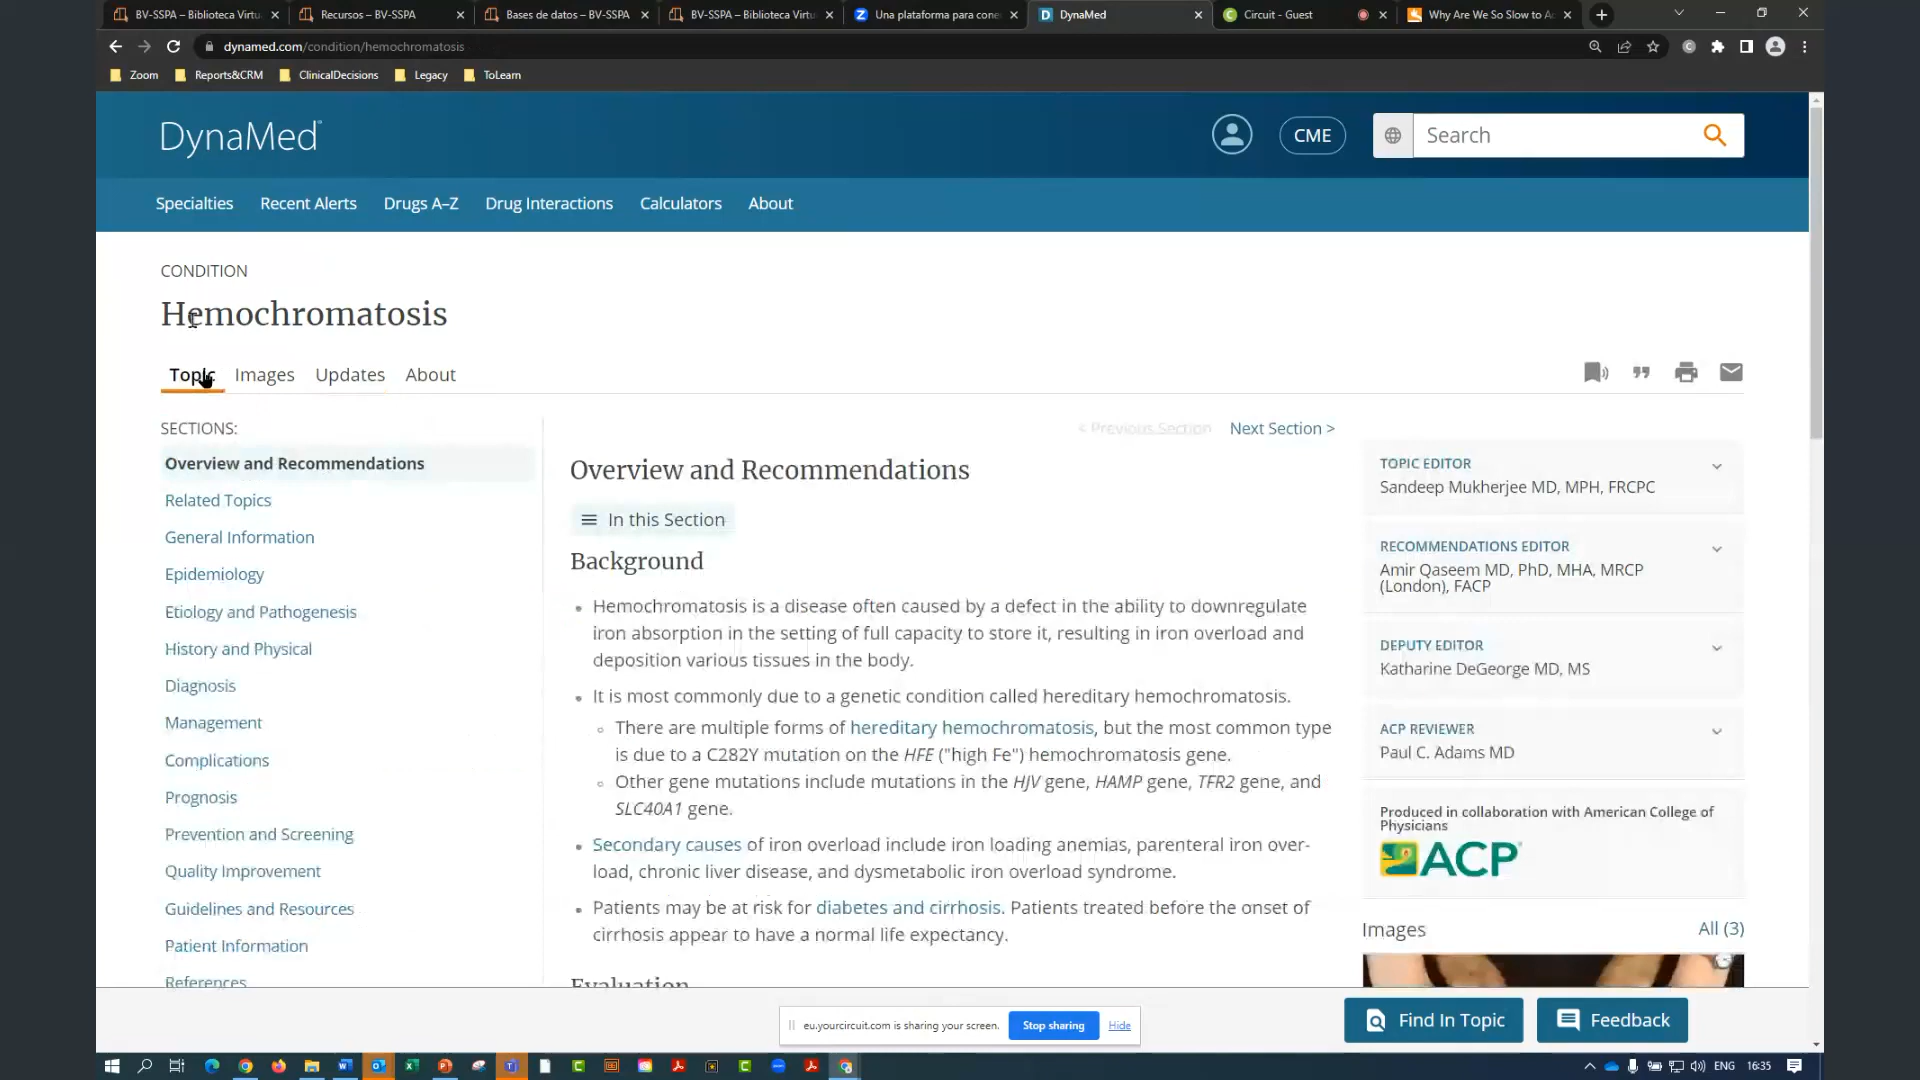 BV-SSPA – Biblioteca Virtu
Recursos – BV-SSPA
Bases de datos – BV-SSPA
BV-SSPA – Biblioteca Virtu
Una plataforma para cone
DynaMed
Circuit - Guest
Why Are We So Slow to A
dynamed.com/condition/hemochromatosis
Zoom
Reports&CRM
ClinicalDecisions
Legacy
ToLearn
DynaMed
CME
Search
Specialties
Recent Alerts
Drugs A–Z
Drug Interactions
Calculators
About
CONDITION
Hemochromatosis
Topic
Images
Updates
About
SECTIONS:
Overview and Recommendations
Related Topics
General Information
Epidemiology
Etiology and Pathogenesis
History and Physical
Diagnosis
Management
Complications
Prognosis
Prevention and Screening
Quality Improvement
Guidelines and Resources
Patient Information
References
< Previous Section
Next Section >
Overview and Recommendations
In this Section
Background
Hemochromatosis is a disease often caused by a defect in the ability to downregulate
iron absorption in the setting of full capacity to store it, resulting in iron overload and
deposition various tissues in the body.
It is most commonly due to a genetic condition called hereditary hemochromatosis.
There are multiple forms of hereditary hemochromatosis, but the most common type
is due to a C282Y mutation on the HFE ("high Fe") hemochromatosis gene.
Other gene mutations include mutations in the HJV gene, HAMP gene, TFR2 gene, and
SLC40A1 gene.
Secondary causes of iron overload include iron loading anemias, parenteral iron over-
load, chronic liver disease, and dysmetabolic iron overload syndrome.
Patients may be at risk for diabetes and cirrhosis. Patients treated before the onset of
cirrhosis appear to have a normal life expectancy.
Evaluation
TOPIC EDITOR
Sandeep Mukherjee MD, MPH, FRCPC
RECOMMENDATIONS EDITOR
Amir Qaseem MD, PhD, MHA, MRCP
(London), FACP
DEPUTY EDITOR
Katharine DeGeorge MD, MS
ACP REVIEWER
Paul C. Adams MD
Produced in collaboration with American College of
Physicians
ACP
Images
All (3)
eu.yourcircuit.com is sharing your screen.
Stop sharing
Hide
Find In Topic
Feedback
ENG
16:35